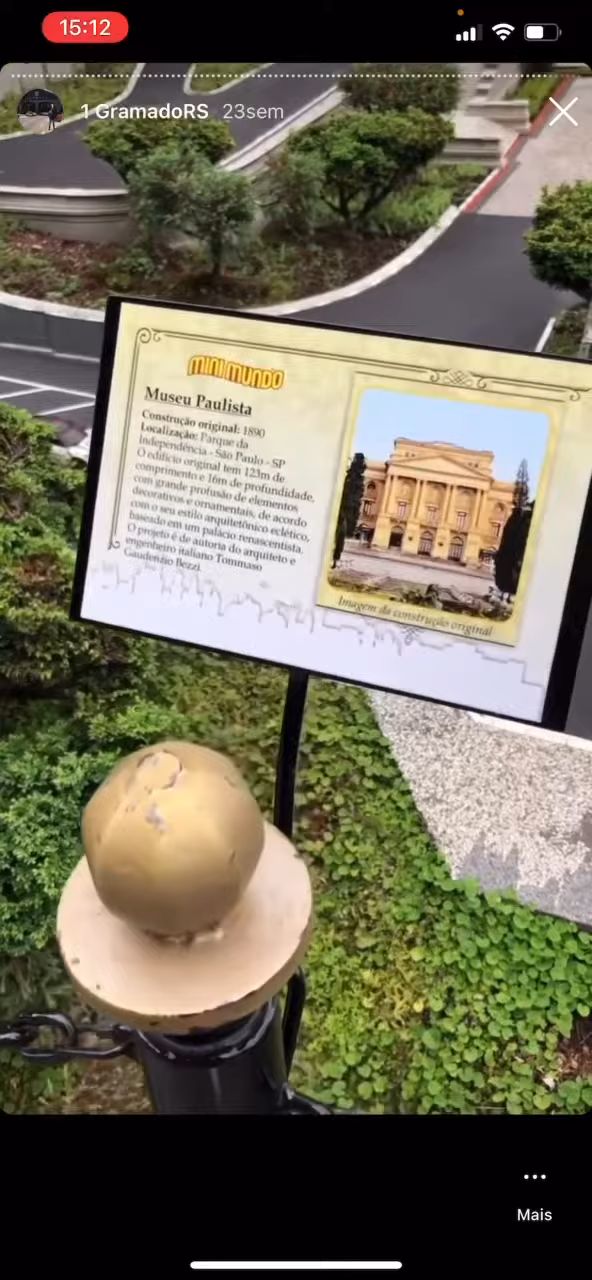 15:12
1 GramadoRS 23sem
MINI MUNDO
Museu Paulista
Construção original: 1890
Localização: Parque da
Independência - São Paulo - SP
O edifício original tem 123m de
comprimento e 16m de profundidade,
com grande profusão de elementos
decorativos e ornamentais, de acordo
com o seu estilo arquitetônico eclético,
baseado em um palácio renascentista.
O projeto é de autoria do arquiteto e
engenheiro italiano Tommaso
Gaudenzio Bezzi.
Imagem da construção original
Mais